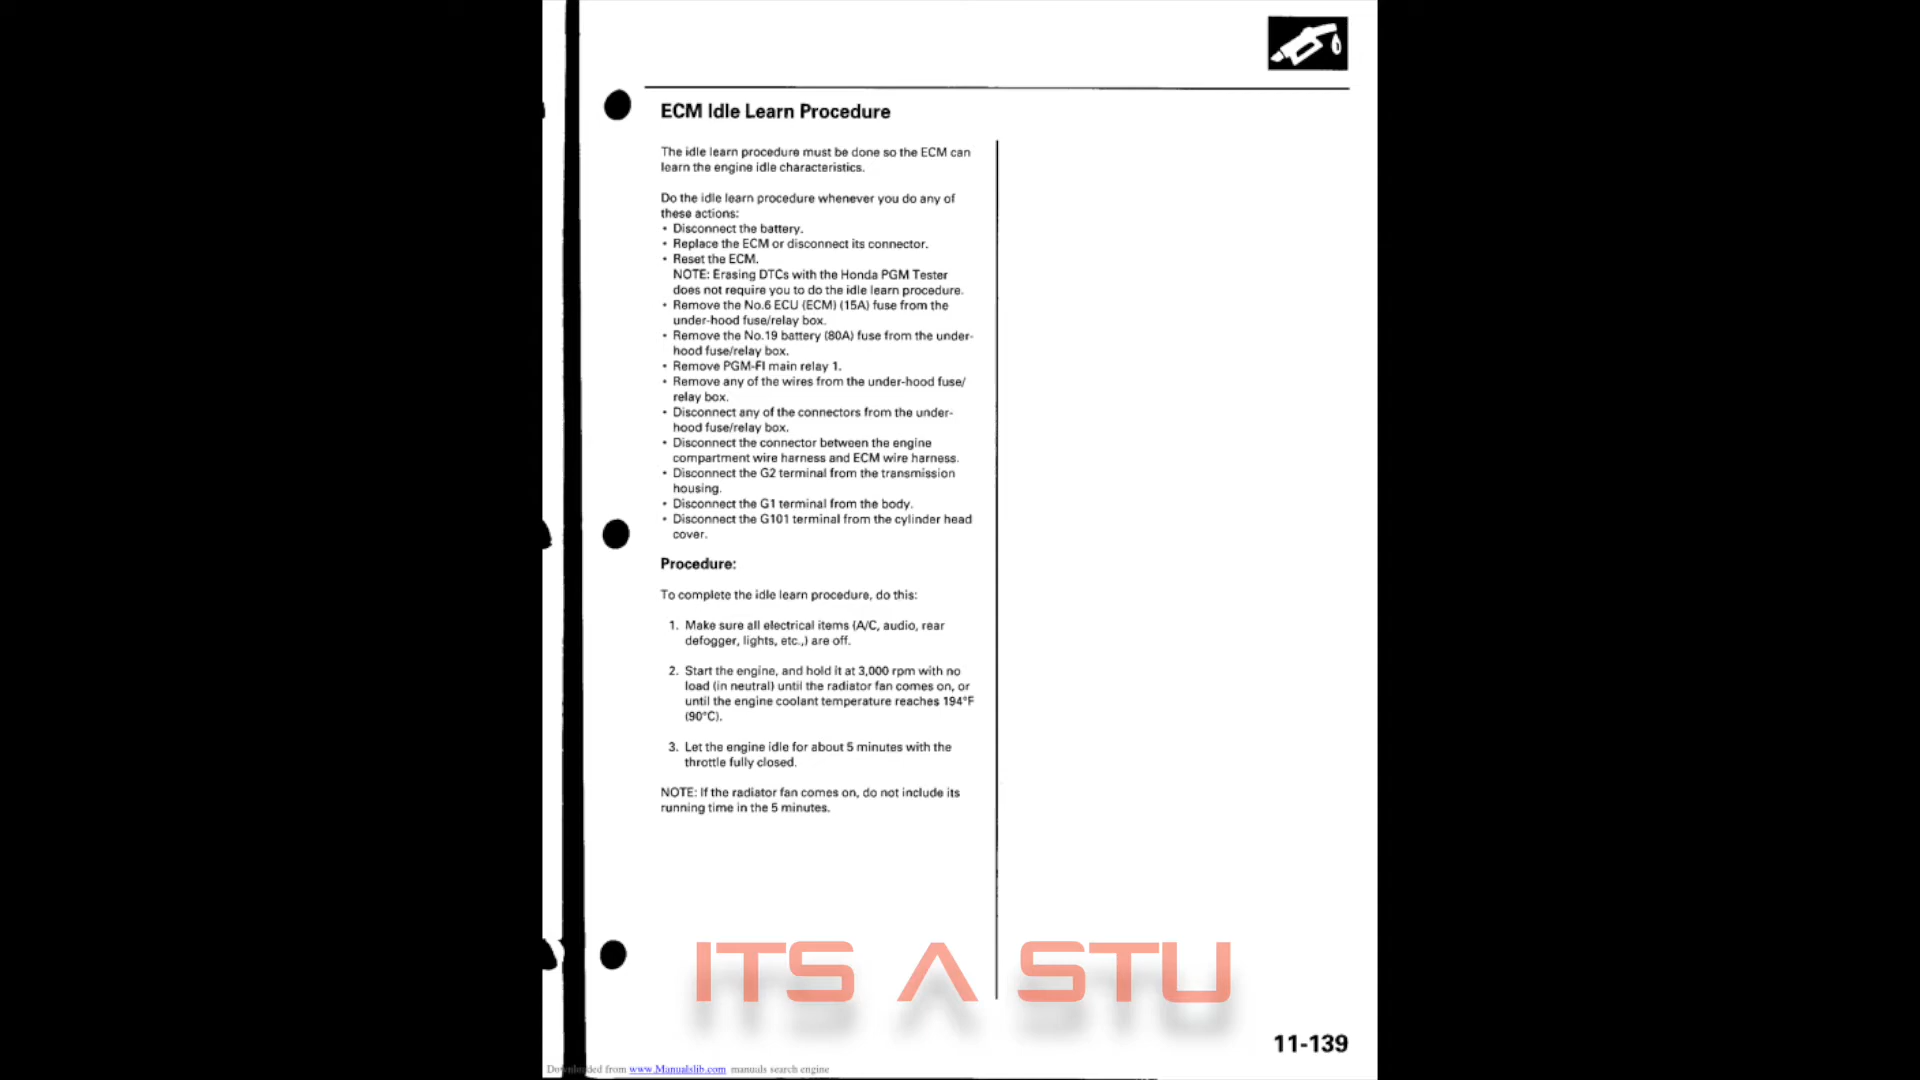 ECM Idle Learn Procedure
The idle learn procedure must be done so the ECM can
learn the engine idle characteristics.
Do the idle learn procedure whenever you do any of
these actions:
• Disconnect the battery.
• Replace the ECM or disconnect its connector.
• Reset the ECM.
NOTE: Erasing DTCs with the Honda PGM Tester
does not require you to do the idle learn procedure.
• Remove the No.6 ECU (ECM) (15A) fuse from the
under-hood fuse/relay box.
• Remove the No.19 battery (80A) fuse from the under-
hood fuse/relay box.
• Remove PGM-FI main relay 1.
• Remove any of the wires from the under-hood fuse/
relay box.
• Disconnect any of the connectors from the under-
hood fuse/relay box.
• Disconnect the connector between the engine
compartment wire harness and ECM wire harness.
• Disconnect the G2 terminal from the transmission
housing.
• Disconnect the G1 terminal from the body.
• Disconnect the G101 terminal from the cylinder head
cover.
Procedure:
To complete the idle learn procedure, do this:
1. Make sure all electrical items (A/C, audio, rear
defogger, lights, etc.,) are off.
2. Start the engine, and hold it at 3,000 rpm with no
load (in neutral) until the radiator fan comes on, or
until the engine coolant temperature reaches 194°F
(90°C).
3. Let the engine idle for about 5 minutes with the
throttle fully closed.
NOTE: If the radiator fan comes on, do not include its
running time in the 5 minutes.
ITS A STU
11-139
Downloaded from www.Manualslib.com manuals search engine